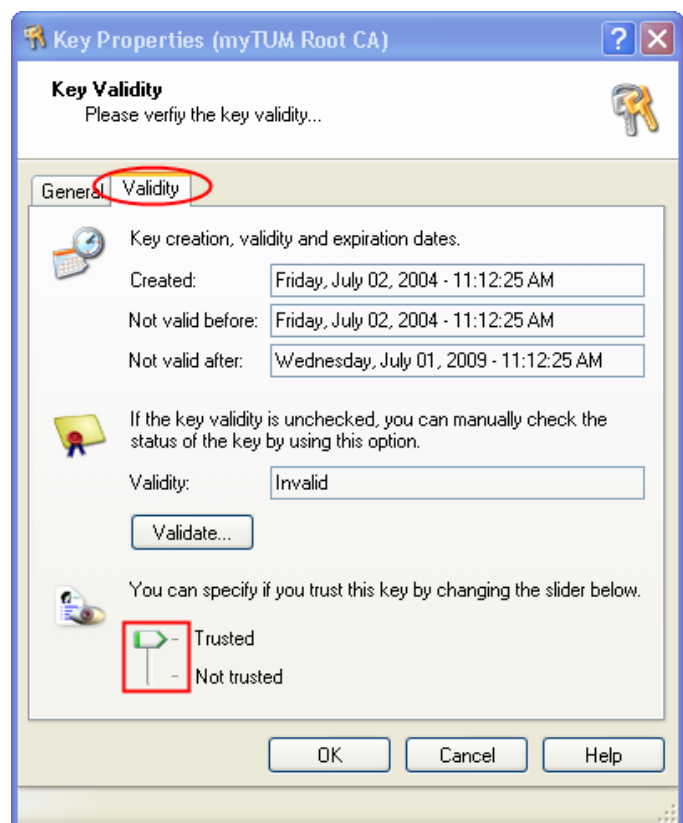 Key Properties (myTUM Root CA)
Key Validity
Please verfiy the key validity...
General Validity
Key creation, validity and expiration dates.
Created: Friday, July 02, 2004 - 11:12:25 AM
Not valid before: Friday, July 02, 2004 - 11:12:25 AM
Not valid after: Wednesday, July 01, 2009 - 11:12:25 AM
If the key validity is unchecked, you can manually check the
status of the key by using this option.
Validity: Invalid
Validate...
You can specify if you trust this key by changing the slider below.
Trusted
Not trusted
OK Cancel Help